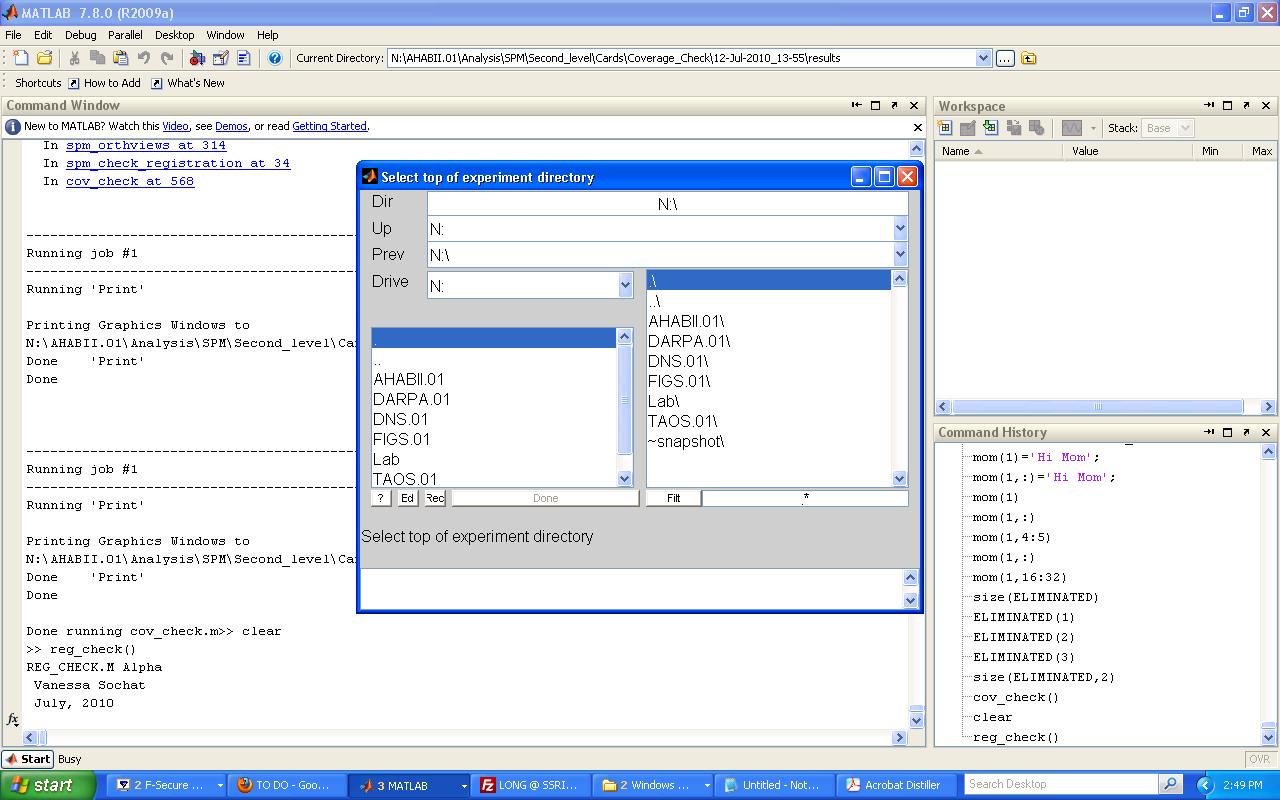 MATLAB 7.8.0 (R2009a)
File Edit Debug Parallel Desktop Window Help
Current Directory: N:\AHABII.01\Analysis\SPM\Second_level\Cards\Coverage_Check\12-Jul-2010_13-55\results
Shortcuts How to Add What's New
Command Window
New to MATLAB? Watch this Video, see Demos, or read Getting Started.
In spm_orthviews at 314
In spm_check_registration at 34
In cov_check at 568
------------------------------------------------
Running job #1
------------------------------------------------
Running 'Print'
Printing Graphics Windows to
N:\AHABII.01\Analysis\SPM\Second_level\Ca
Done 'Print'
Done
------------------------------------------------
Running job #1
------------------------------------------------
Running 'Print'
Printing Graphics Windows to
N:\AHABII.01\Analysis\SPM\Second_level\Ca
Done 'Print'
Done
Done running cov_check.m>> clear
>> reg_check()
REG_CHECK.M Alpha
Vanessa Sochat
July, 2010
fx
Select top of experiment directory
Dir N:\
Up N:
Prev N:\
Drive N:
.
..
AHABII.01
DARPA.01
DNS.01
FIGS.01
Lab
TAOS.01
.\
..\
AHABII.01\
DARPA.01\
DNS.01\
FIGS.01\
Lab\
TAOS.01\
~snapshot\
? Ed Rec Done Filt .*
Select top of experiment directory
Workspace
Stack: Base
Name Value Min Max
Command History
mom(1)='Hi Mom';
mom(1,:)='Hi Mom';
mom(1)
mom(1,:)
mom(1,4:5)
mom(1,:)
mom(1,16:32)
size(ELIMINATED)
ELIMINATED(1)
ELIMINATED(2)
ELIMINATED(3)
size(ELIMINATED,2)
cov_check()
clear
reg_check()
Start Busy OVR
start 2 F-Secure ... TO DO - Goo... 3 MATLAB LONG @ SSRI... 2 Windows ... Untitled - Not... Acrobat Distiller Search Desktop 2:49 PM